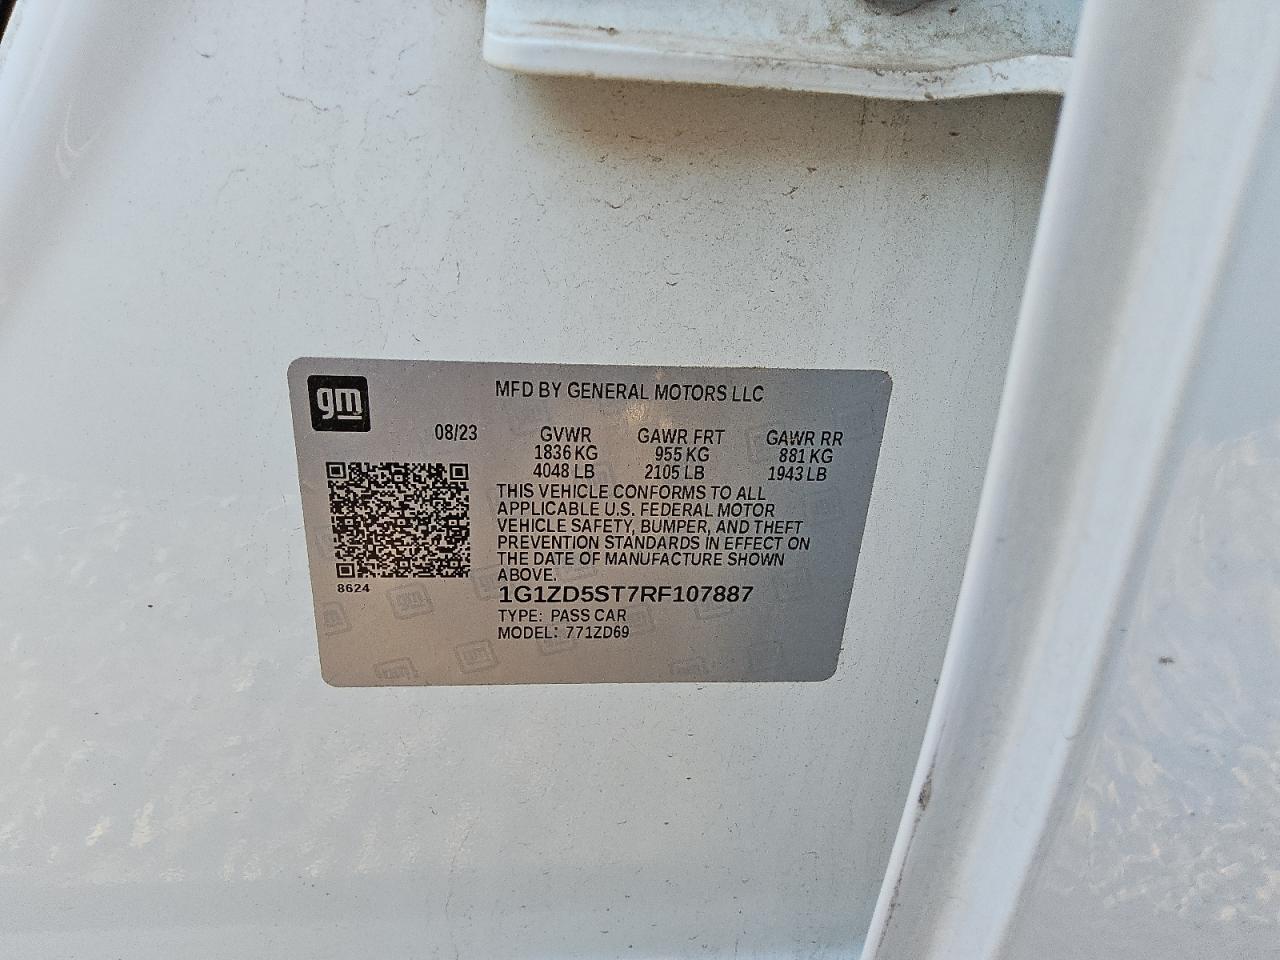 gm
MFD BY GENERAL MOTORS LLC
08/23
GVWR GAWR FRT GAWR RR
1836 KG 955 KG 881 KG
4048 LB 2105 LB 1943 LB
THIS VEHICLE CONFORMS TO ALL
APPLICABLE U.S. FEDERAL MOTOR
VEHICLE SAFETY, BUMPER, AND THEFT
PREVENTION STANDARDS IN EFFECT ON
THE DATE OF MANUFACTURE SHOWN
ABOVE.
8624
1G1ZD5ST7RF107887
TYPE: PASS CAR
MODEL: 771ZD69